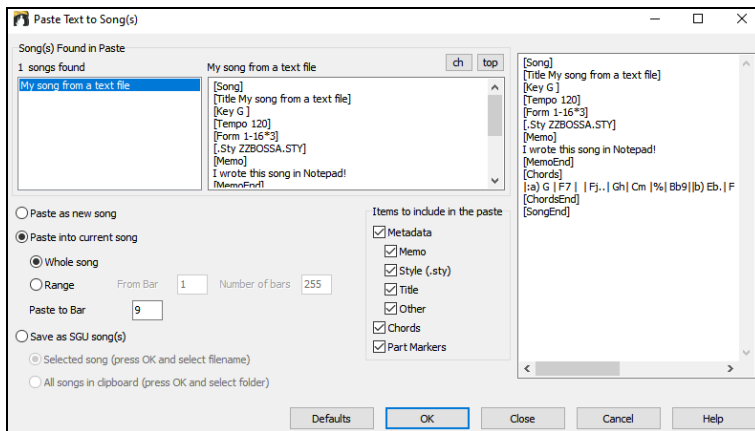 Paste Text to Song(s)
Song(s) Found in Paste
1 songs found
My song from a text file
ch
top
My song from a text file
[Song]
[Title My song from a text file]
[Key G ]
[Tempo 120]
[Form 1-16*3]
[.Sty ZZBOSSA.STY]
[Memo]
I wrote this song in Notepad!
[MemoEnd]
Paste as new song
Paste into current song
Whole song
Range
From Bar
1
Number of bars
255
Paste to Bar
9
Save as SGU song(s)
Selected song (press OK and select filename)
All songs in clipboard (press OK and select folder)
Items to include in the paste
Metadata
Memo
Style (.sty)
Title
Other
Chords
Part Markers
[Song]
[Title My song from a text file]
[Key G ]
[Tempo 120]
[Form 1-16*3]
[.Sty ZZBOSSA.STY]
[Memo]
I wrote this song in Notepad!
[MemoEnd]
[Chords]
|:a) G | F7 | | Fj..| Gh| Cm |%| Bb9||b) Eb.| F
[ChordsEnd]
[SongEnd]
Defaults
OK
Close
Cancel
Help